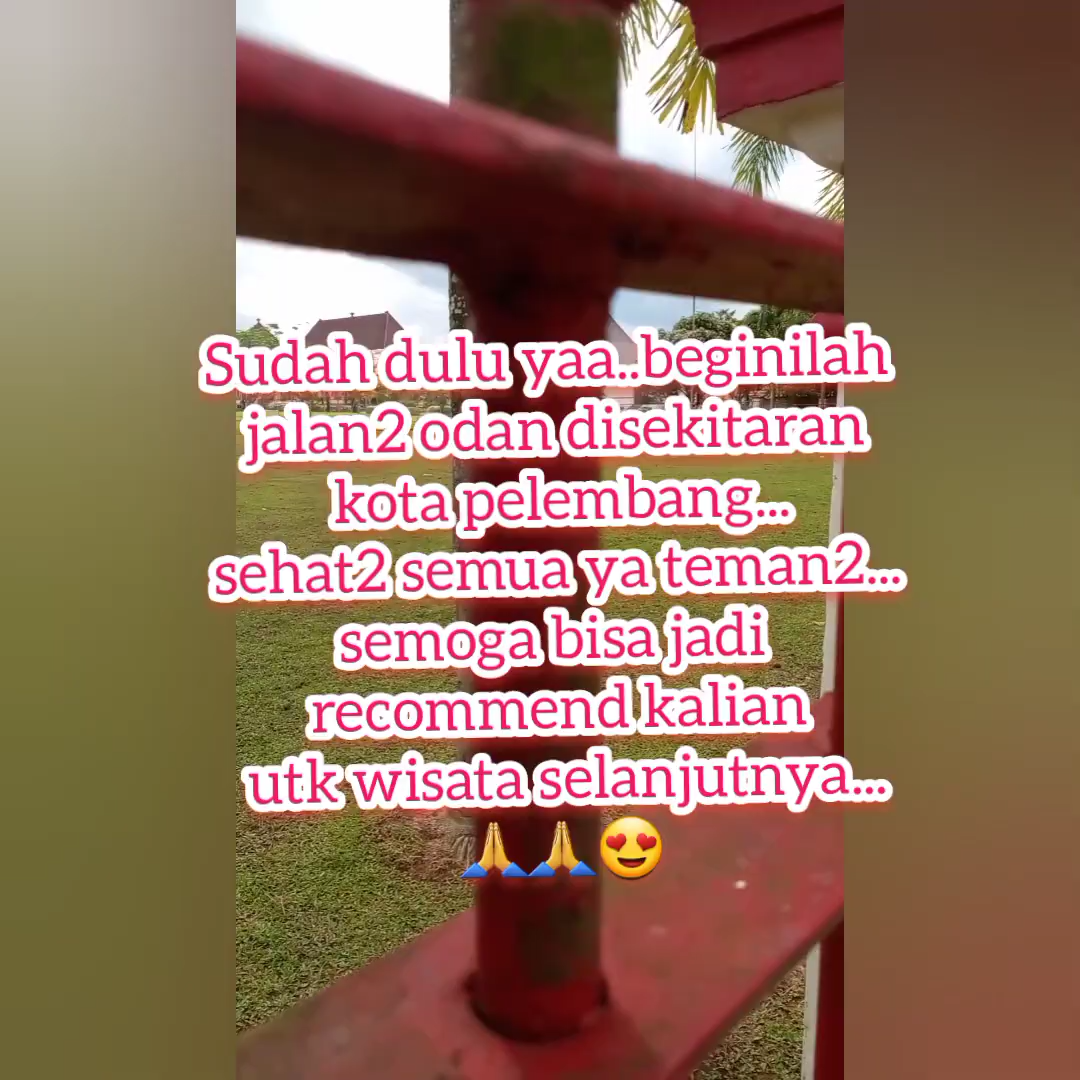 Sudah dulu yaa..beginilah
jalan2 odan disekitaran
kota pelembang...
sehat2 semua ya teman2...
semoga bisa jadi
recommend kalian
utk wisata selanjutnya...
🙏🙏😍